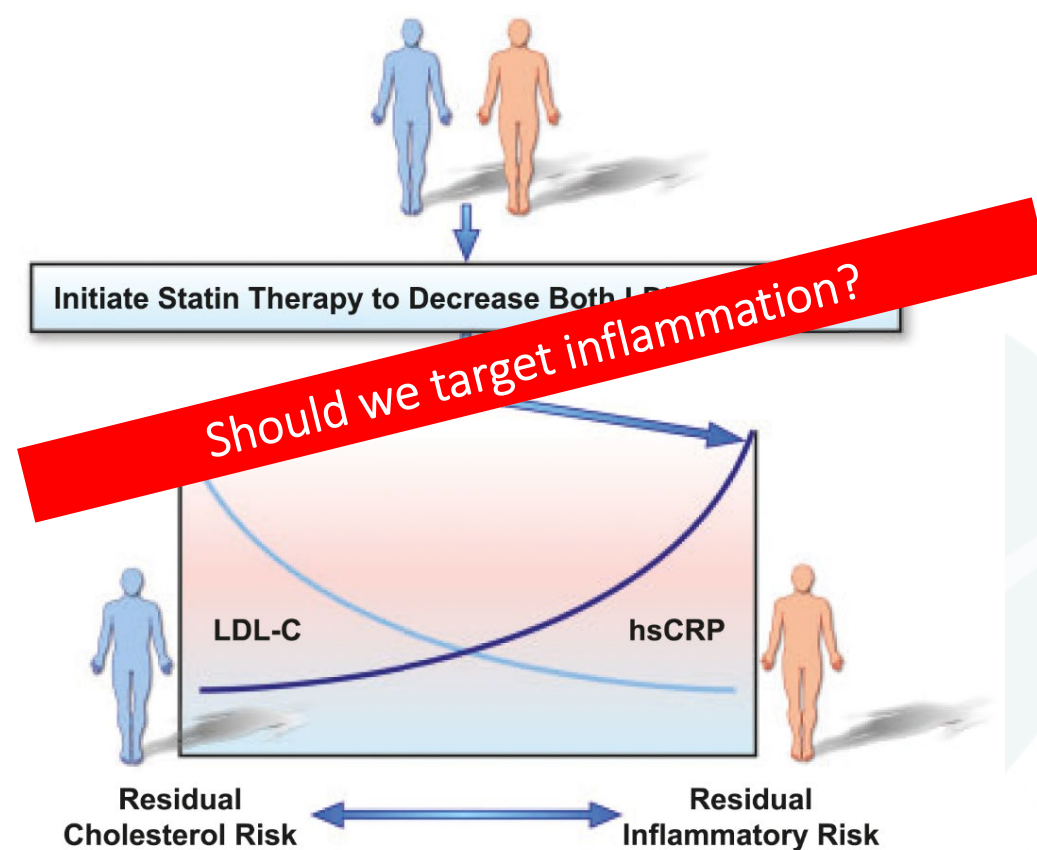 Initiate Statin Therapy to Decrease Both
Should we target inflammation?
LDL-C
hsCRP
Residual
Cholesterol Risk
Residual
Inflammatory Risk